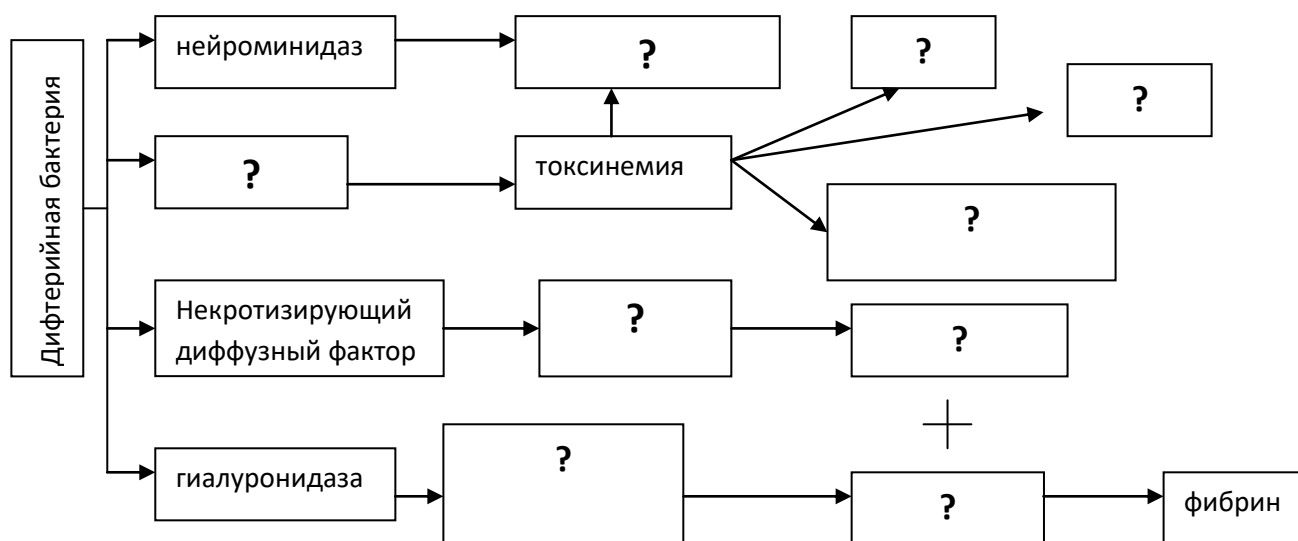 Дифтерийная бактерия
нейроминидаз
?
?
?
?
токсинемия
?
Некротизирующий
диффузный фактор
?
?
гиалуронидаза
?
?
фибрин